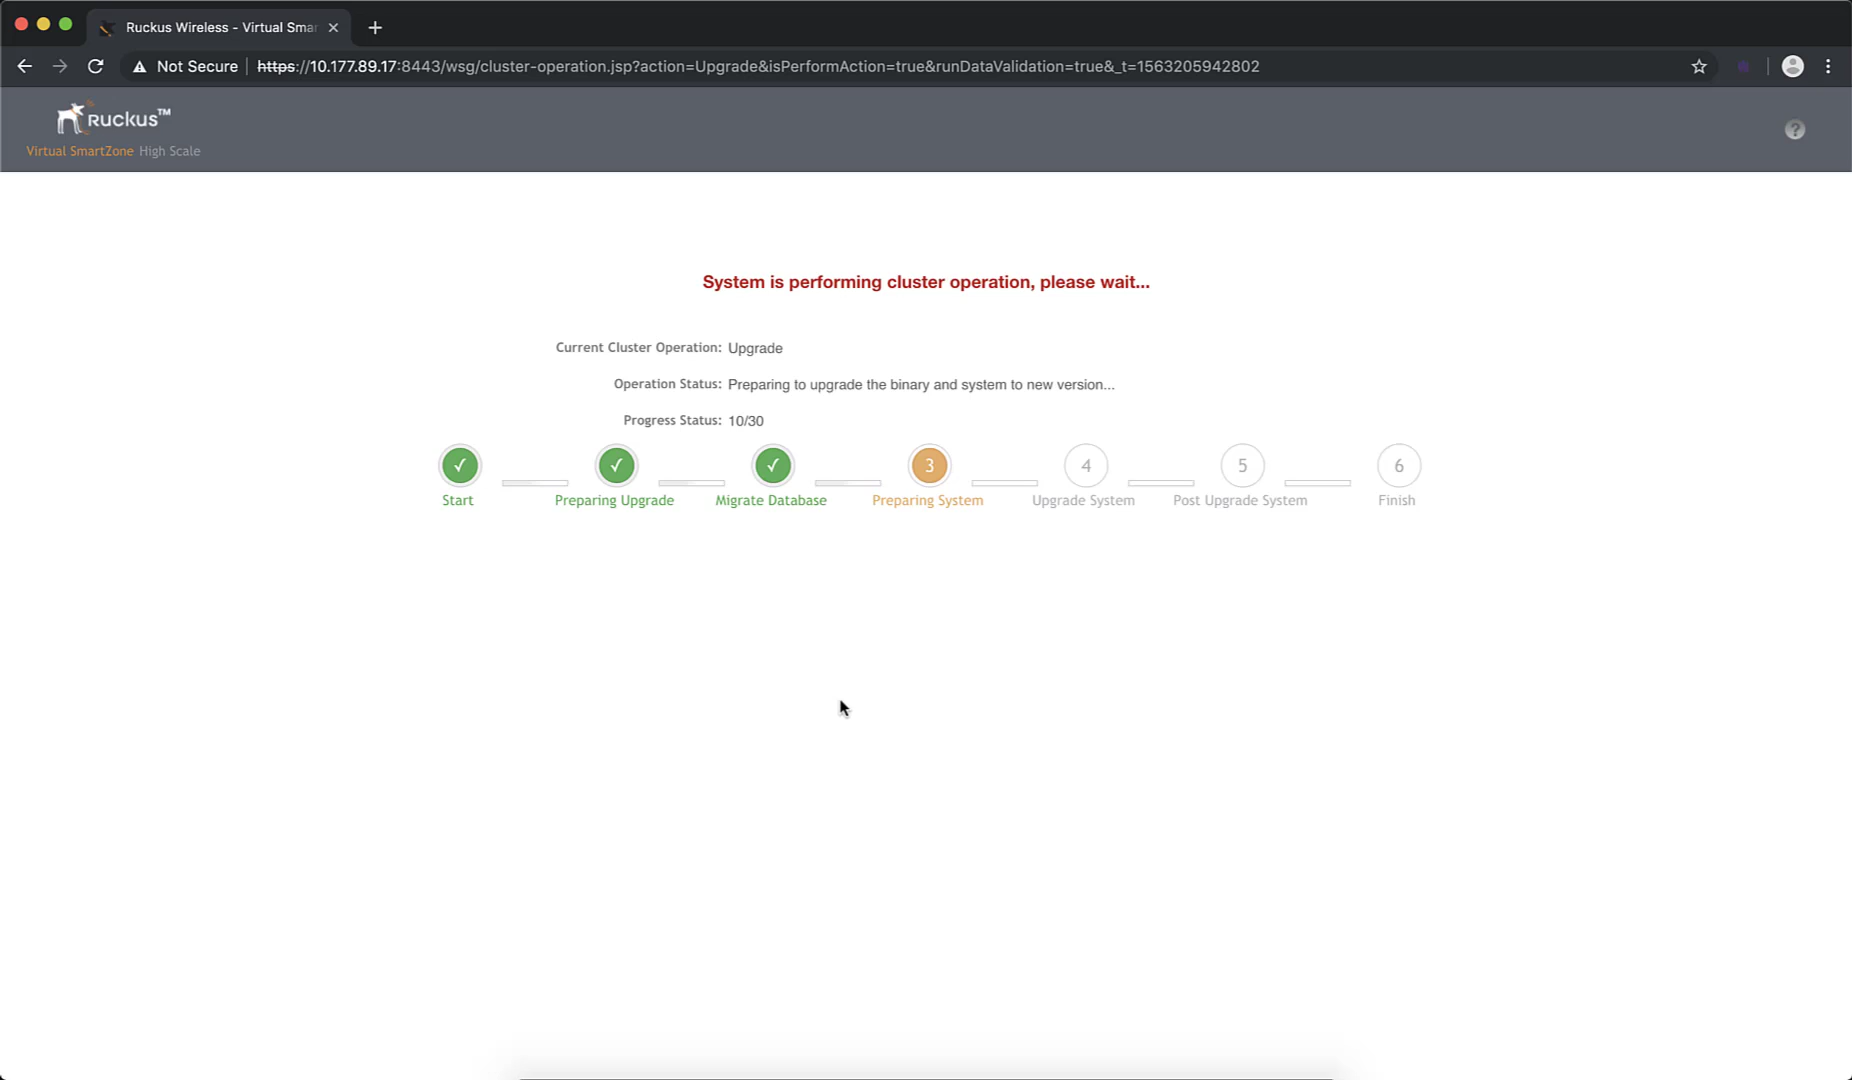 Ruckus Wireless - Virtual Smar
Not Secure
https://10.177.89.17:8443/wsg/cluster-operation.jsp?action=Upgrade&isPerformAction=true&runDataValidation=true&_t=1563205942802
Ruckus™
?
Virtual SmartZone High Scale
System is performing cluster operation, please wait...
Current Cluster Operation: Upgrade
Operation Status: Preparing to upgrade the binary and system to new version...
Progress Status: 10/30
3 4 5 6
Start Preparing Upgrade Migrate Database Preparing System Upgrade System Post Upgrade System Finish